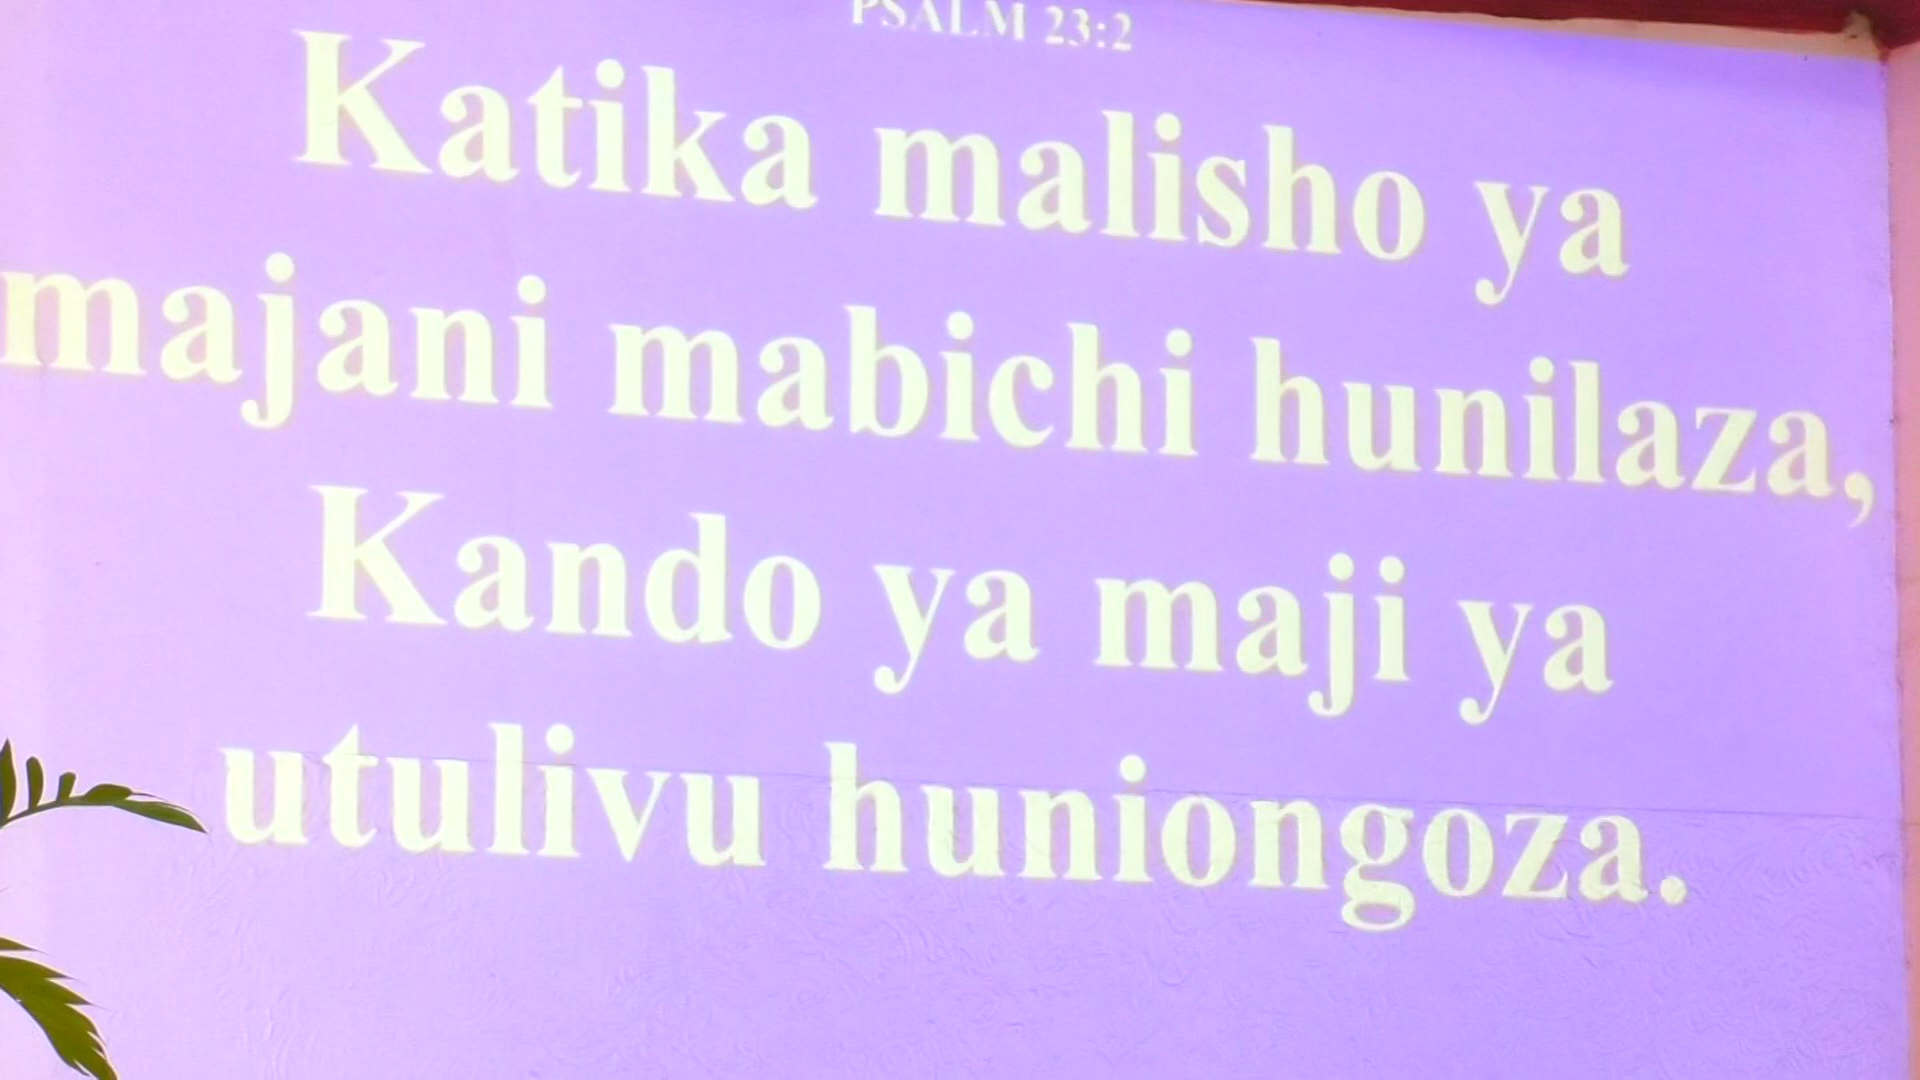 PSALM 23:2
Katika malisho ya
majani mabichi hunilaza,
Kando ya maji ya
utulivu huniongoza.